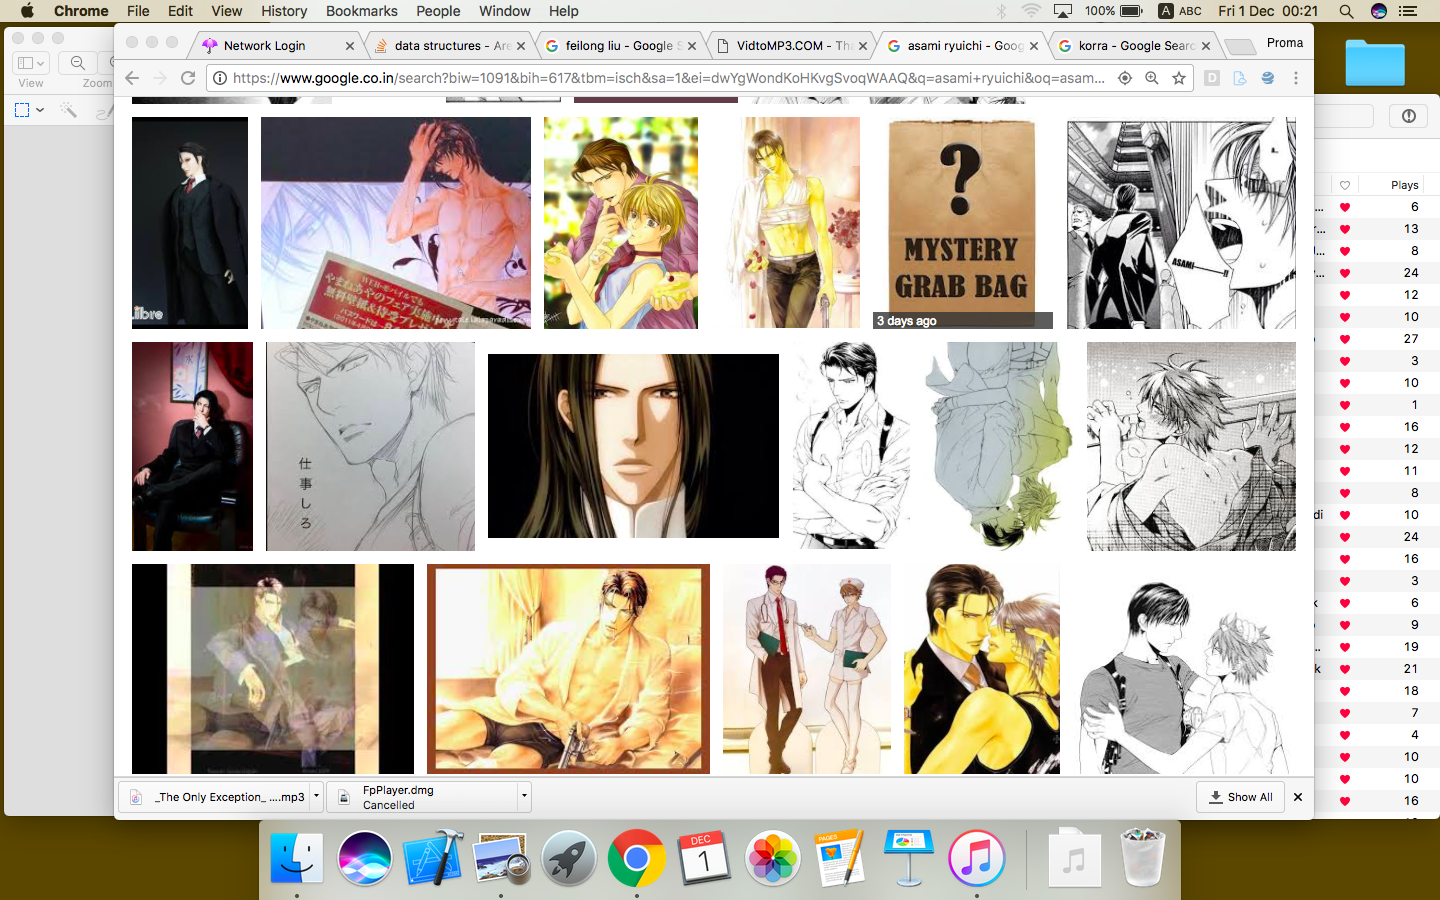 Chrome File Edit View History Bookmarks People Window Help
100% A ABC Fri 1 Dec 00:21
Network Login
data structures - Are
feilong liu - Google S
VidtoMP3.COM - Tha
asami ryuichi - Goog
korra - Google Searc
Proma
https://www.google.co.in/search?biw=1091&bih=617&tbm=isch&sa=1&ei=dwYgWondKoHKvgSvoqWAAQ&q=asami+ryuichi&oq=asam...
View
Zoom
Plays
6
13
8
24
12
10
27
3
10
1
16
12
11
8
di 10
24
16
3
k 6
9
19
k 21
18
7
4
10
10
16
Libre
MYSTERY
GRAB BAG
3 days ago
ASAMI
仕事しろ
_The Only Exception_ ....mp3
FpPlayer.dmg
Cancelled
Show All
DEC
1
PAGES